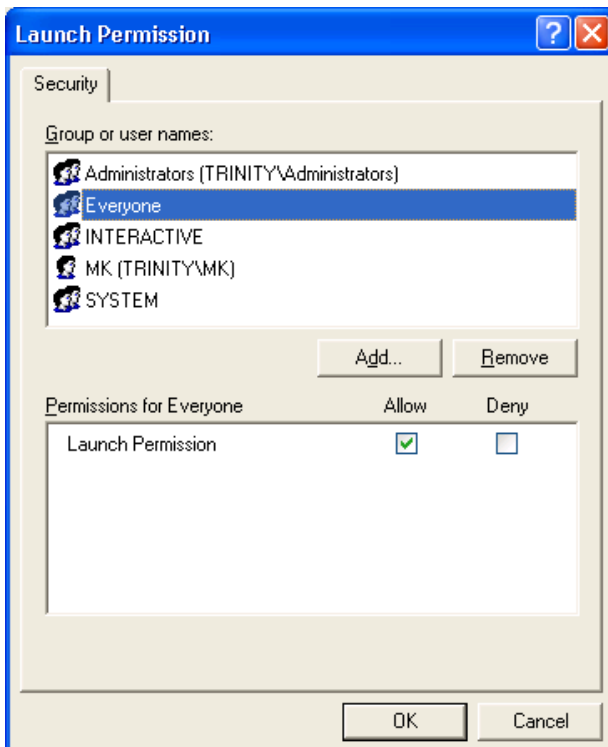 Launch Permission
Security
Group or user names:
Administrators (TRINITY\Administrators)
Everyone
INTERACTIVE
MK (TRINITY\MK)
SYSTEM
Add... Remove
Permissions for Everyone Allow Deny
Launch Permission
OK Cancel